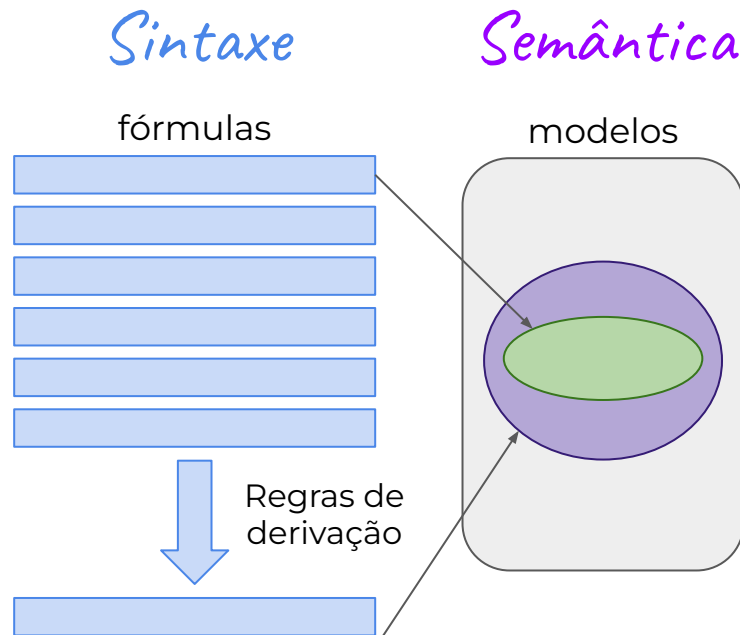 Sintaxe
Semântica
fórmulas
modelos
Regras de
derivação